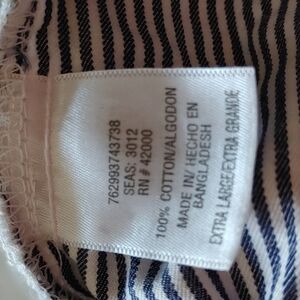 762993743738
SEAS: 3012
RN # 42000
100% COTTON/ALGODON
MADE IN/ HECHO EN
BANGLADESH
EXTRA LARGE/EXTRA GRANDE